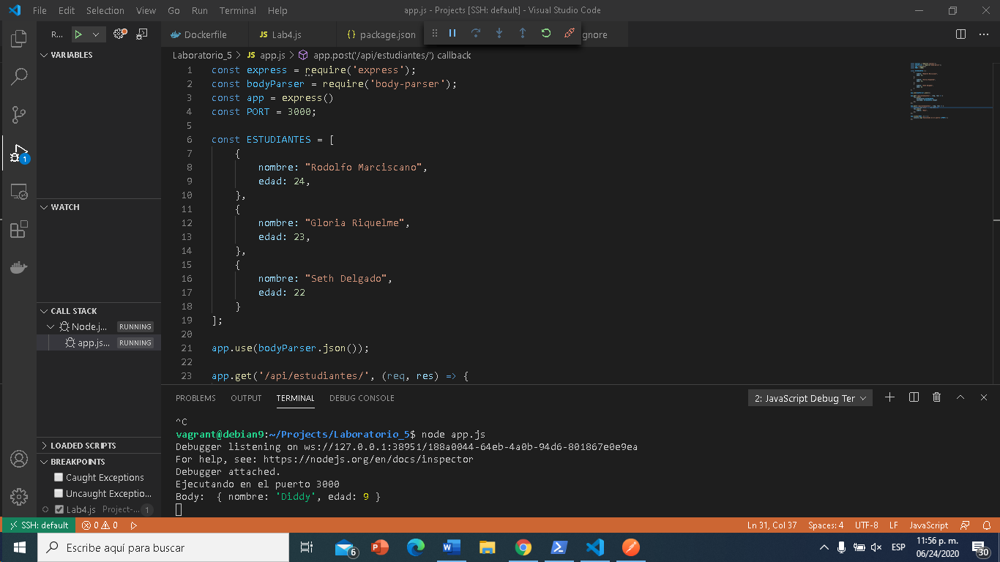 File Edit Selection View Go Run Terminal Help app.js - Projects [SSH: default] - Visual Studio Code
R...
Dockerfile
JS Lab4.js
{} package.json
gnore
VARIABLES
WATCH
CALL STACK
Node.j... RUNNING
app.js... RUNNING
LOADED SCRIPTS
BREAKPOINTS
Caught Exceptions
Uncaught Exceptio...
Lab4.js Project-... 1
1
Laboratorio_5 > JS app.js > app.post('/api/estudiantes/') callback
1 const express = require('express');
2 const bodyParser = require('body-parser');
3 const app = express()
4 const PORT = 3000;
5
6 const ESTUDIANTES = [
7 {
8 nombre: "Rodolfo Marciscano",
9 edad: 24,
10 },
11 {
12 nombre: "Gloria Riquelme",
13 edad: 23,
14 },
15 {
16 nombre: "Seth Delgado",
17 edad: 22
18 }
19 ];
20
21 app.use(bodyParser.json());
22
23 app.get('/api/estudiantes/', (req, res) => {
PROBLEMS OUTPUT TERMINAL DEBUG CONSOLE 2: JavaScript Debug Ter
^C
vagrant@debian9:~/Projects/Laboratorio_5$ node app.js
Debugger listening on ws://127.0.0.1:38951/188a0044-64eb-4a0b-94d6-801867e0e9ea
For help, see: https://nodejs.org/en/docs/inspector
Debugger attached.
Ejecutando en el puerto 3000
Body: { nombre: 'Diddy', edad: 9 }
SSH: default 0 0 Ln 31, Col 37 Spaces: 4 UTF-8 LF JavaScript
Escribe aquí para buscar
6
ESP
11:56 p. m.
06/24/2020
30